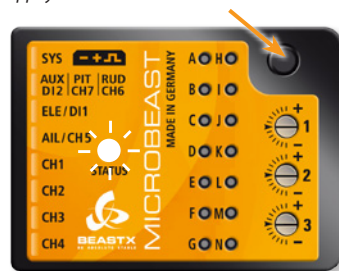 SYS - +
AUX PIT RUD
DI2 CH7 CH6
ELE/DI1
AIL/CH5
CH1
STATUS
CH2
CH3
CH4
BEASTX
MICROBEAST
MADE IN GERMANY
A H
B I
C J
D K
E L
F M
G N
+ 1 -
+ 2 -
+ 3 -